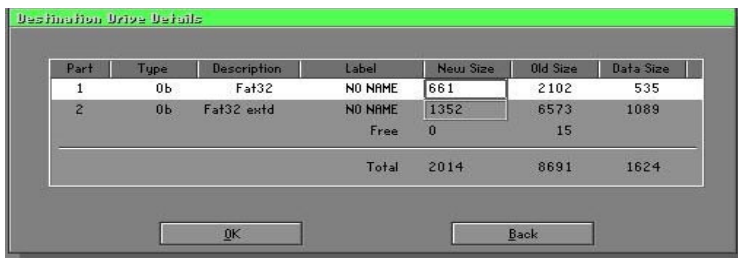 Destination Drive Details
Part Type Description Label New Size Old Size Data Size
1 0b Fat32 NO NAME 661 2102 535
2 0b Fat32 extd NO NAME 1352 6573 1089
Free 0 15
Total 2014 8691 1624
OK Back